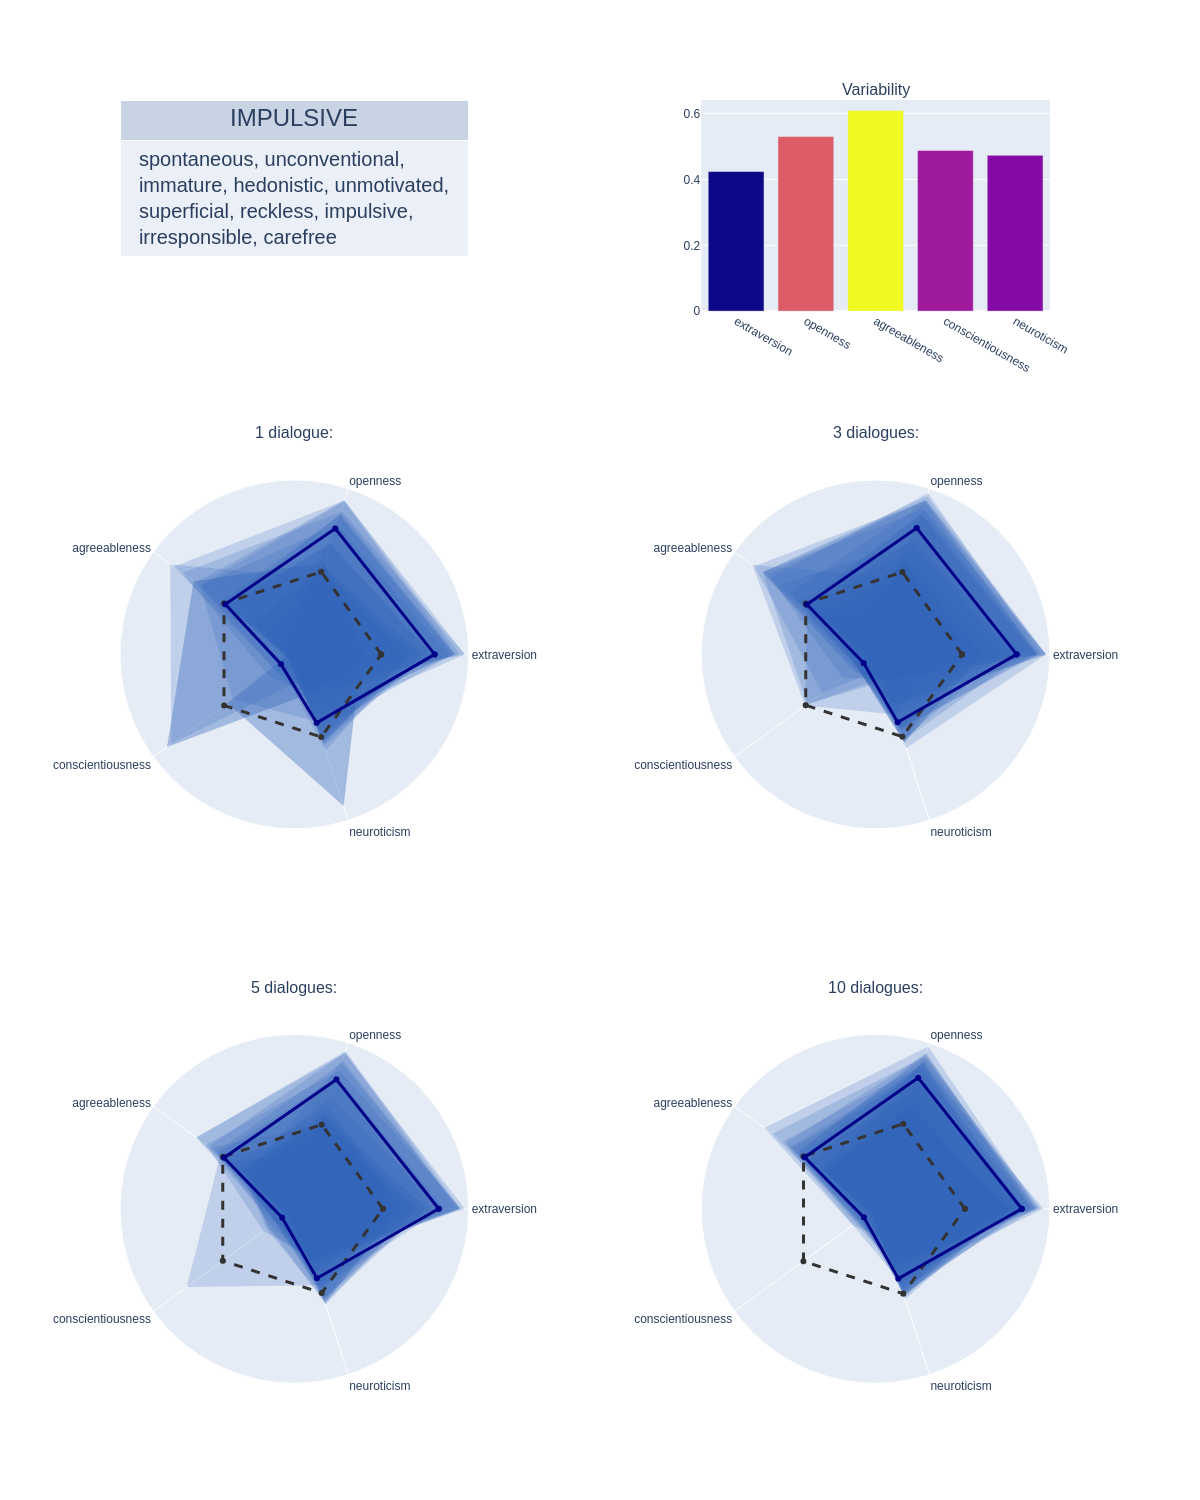 IMPULSIVE
spontaneous, unconventional,
immature, hedonistic, unmotivated,
superficial, reckless, impulsive,
irresponsible, carefree
Variability
0.6
0.4
0.2
0
extraversion
openness
agreeableness
conscientiousness
neuroticism
1 dialogue:
openness
agreeableness
extraversion
conscientiousness
neuroticism
3 dialogues:
openness
agreeableness
extraversion
conscientiousness
neuroticism
5 dialogues:
openness
agreeableness
extraversion
conscientiousness
neuroticism
10 dialogues:
openness
agreeableness
extraversion
conscientiousness
neuroticism